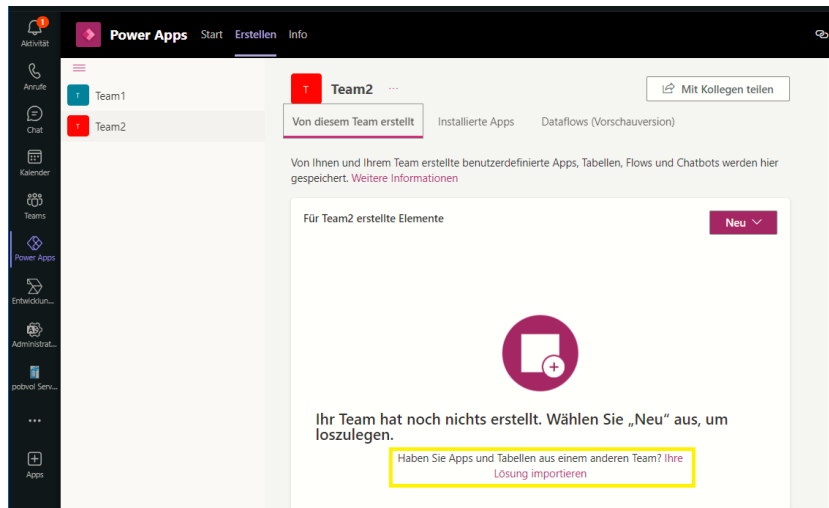 1
Aktivität
Anrufe
Chat
Kalender
Teams
Power Apps
Entwicklun...
Administrat...
pobvol Serv...
Apps
Power Apps Start Erstellen Info
T Team1
T Team2
T Team2 ...
Mit Kollegen teilen
Von diesem Team erstellt Installierte Apps Dataflows (Vorschauversion)
Von Ihnen und Ihrem Team erstellte benutzerdefinierte Apps, Tabellen, Flows und Chatbots werden hier
gespeichert. Weitere Informationen
Für Team2 erstellte Elemente
Neu
Ihr Team hat noch nichts erstellt. Wählen Sie „Neu“ aus, um
loszulegen.
Haben Sie Apps und Tabellen aus einem anderen Team? Ihre
Lösung importieren